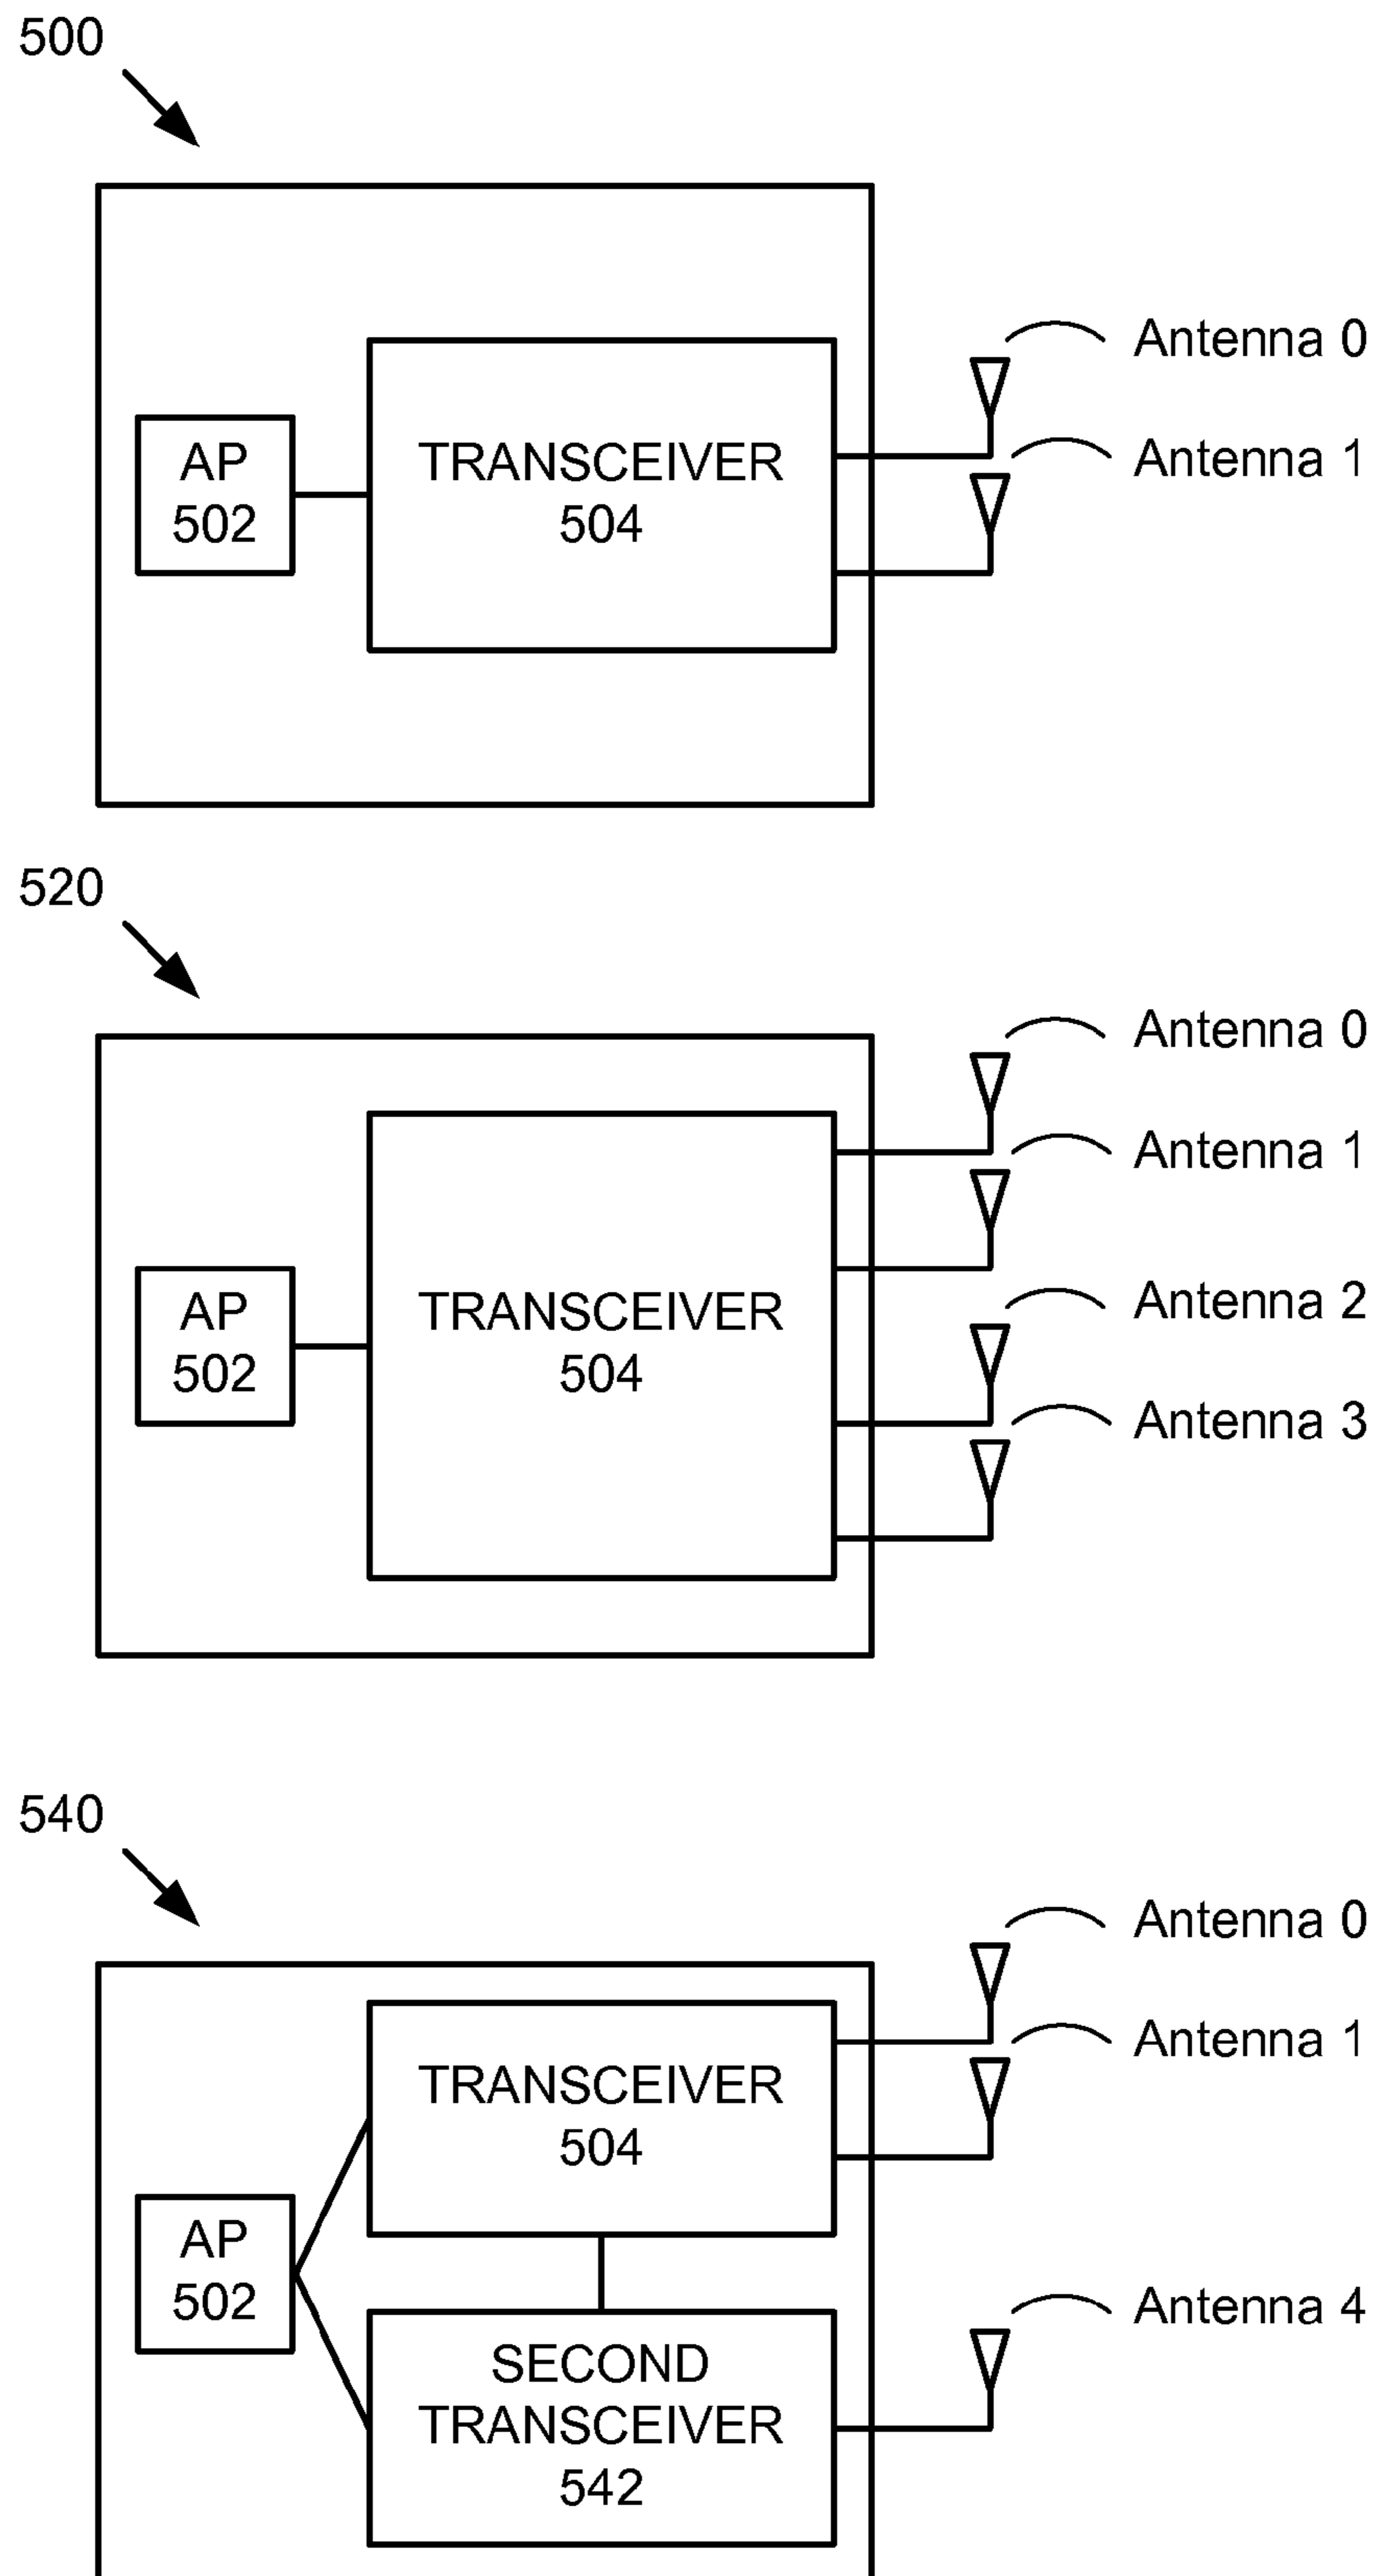 500
Antenna 0
AP
502
TRANSCEIVER
504
Antenna 1
520
Antenna 0
Antenna 1
AP
502
TRANSCEIVER
504
Antenna 2
Antenna 3
540
Antenna 0
TRANSCEIVER
504
Antenna 1
AP
502
SECOND
TRANSCEIVER
542
Antenna 4